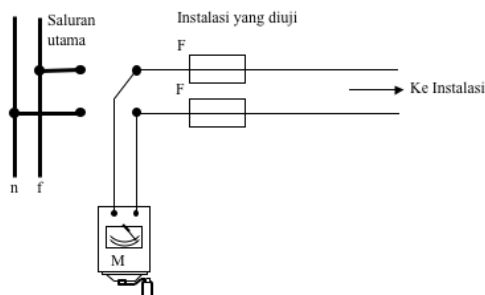 Saluran
utama
Instalasi yang diuji
F
F
Ke Instalasi
n f
M